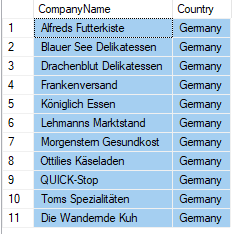 CompanyName Country
1 Alfreds Futterkiste Germany
2 Blauer See Delikatessen Germany
3 Drachenblut Delikatessen Germany
4 Frankenversand Germany
5 Königlich Essen Germany
6 Lehmanns Marktstand Germany
7 Morgenstern Gesundkost Germany
8 Ottilies Käseladen Germany
9 QUICK-Stop Germany
10 Toms Spezialitäten Germany
11 Die Wandernde Kuh Germany